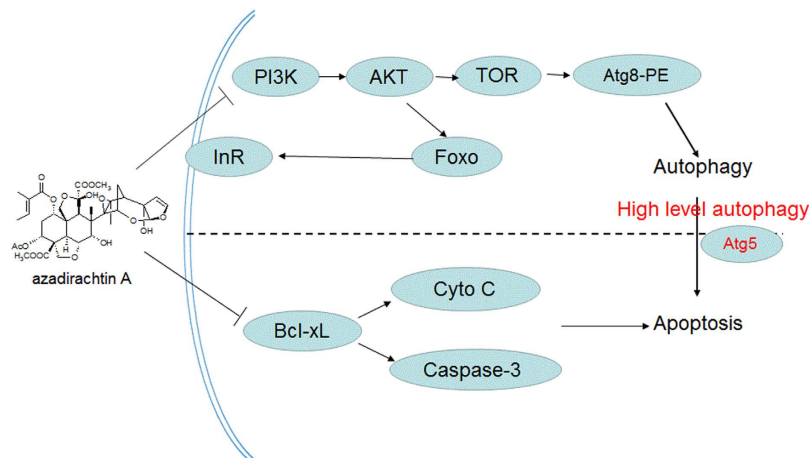 PI3K
AKT
TOR
Atg8-PE
InR
Foxo
Autophagy
High level autophagy
Atg5
O
COOCH₃
OH
O
O
O
O
O
O
OH
AcO
H
OH
H₃COOC
O
azadirachtin A
Bcl-xL
Cyto C
Caspase-3
Apoptosis